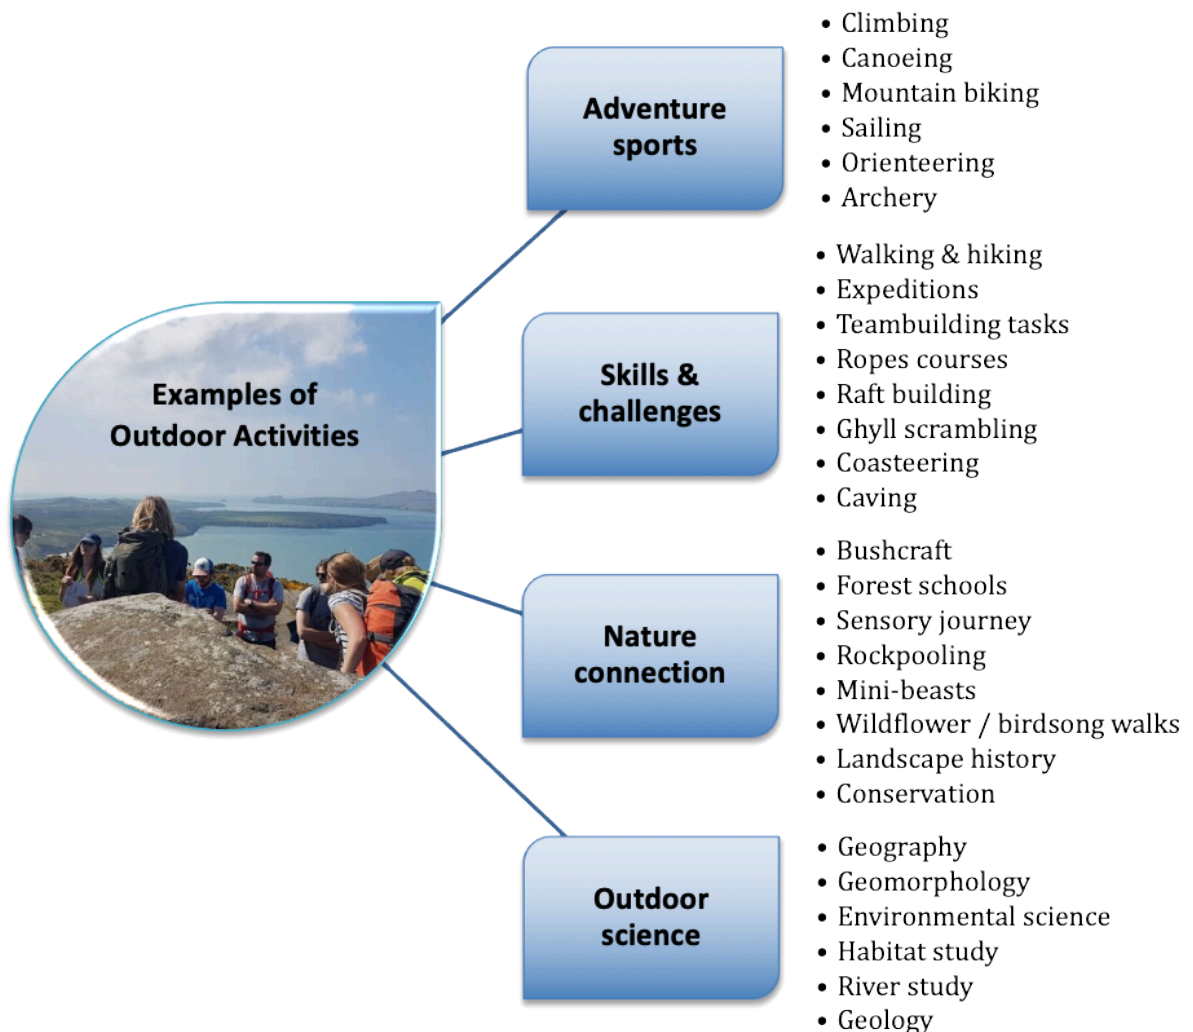 Examples of
Outdoor Activities
Adventure
sports
• Climbing
• Canoeing
• Mountain biking
• Sailing
• Orienteering
• Archery
Skills &
challenges
• Walking & hiking
• Expeditions
• Teambuilding tasks
• Ropes courses
• Raft building
• Ghyll scrambling
• Coasteering
• Caving
Nature
connection
• Bushcraft
• Forest schools
• Sensory journey
• Rockpooling
• Mini-beasts
• Wildflower / birdsong walks
• Landscape history
• Conservation
Outdoor
science
• Geography
• Geomorphology
• Environmental science
• Habitat study
• River study
• Geology